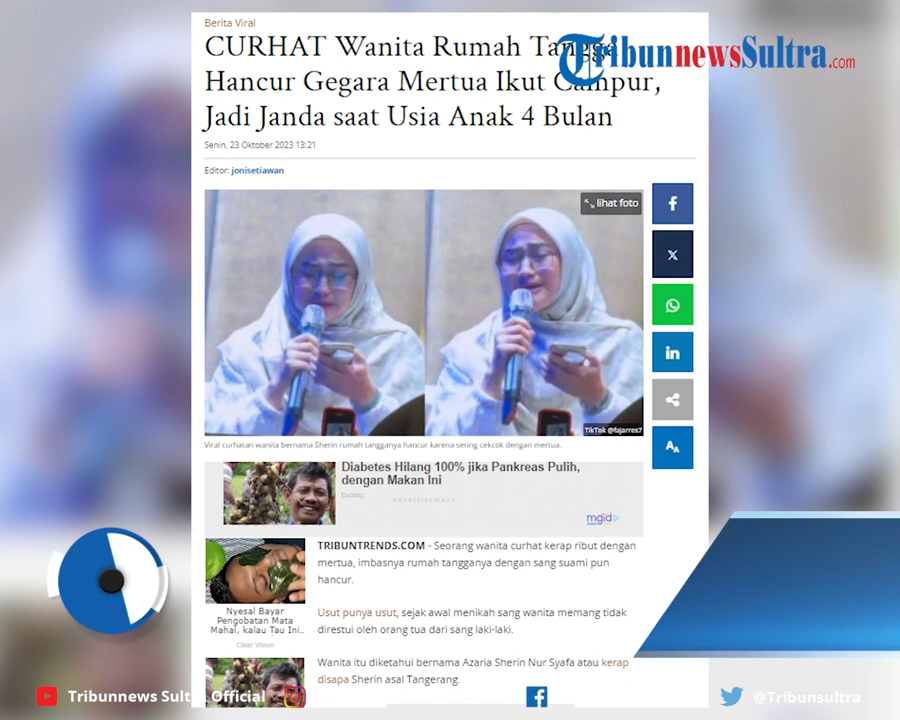 Berita Viral
CURHAT Wanita Rumah Tangga
TribunnewsSultra.com
Hancur Gegara Mertua Ikut Campur,
Jadi Janda saat Usia Anak 4 Bulan
Senin, 23 Oktober 2023 13:21
Editor: jonisetiawan
lihat foto
TikTok @fajarres7
Viral curhatan wanita bernama Sherin rumah tangganya hancur karena sering cekcok dengan mertua.
Diabetes Hilang 100% jika Pankreas Pulih,
dengan Makan Ini
Advertisement
mgid
TRIBUNTRENDS.COM - Seorang wanita curhat kerap ribut dengan
mertua, imbasnya rumah tangganya dengan sang suami pun
hancur.
Nyesal Bayar
Pengobatan Mata
Mahal, kalau Tau Ini..
Clear Vision
Usut punya usut, sejak awal menikah sang wanita memang tidak
direstui oleh orang tua dari sang laki-laki.
Wanita itu diketahui bernama Azaria Sherin Nur Syafa atau kerap
disapa Sherin asal Tangerang.
Tribunnews Sult Official
@Tribunsultra